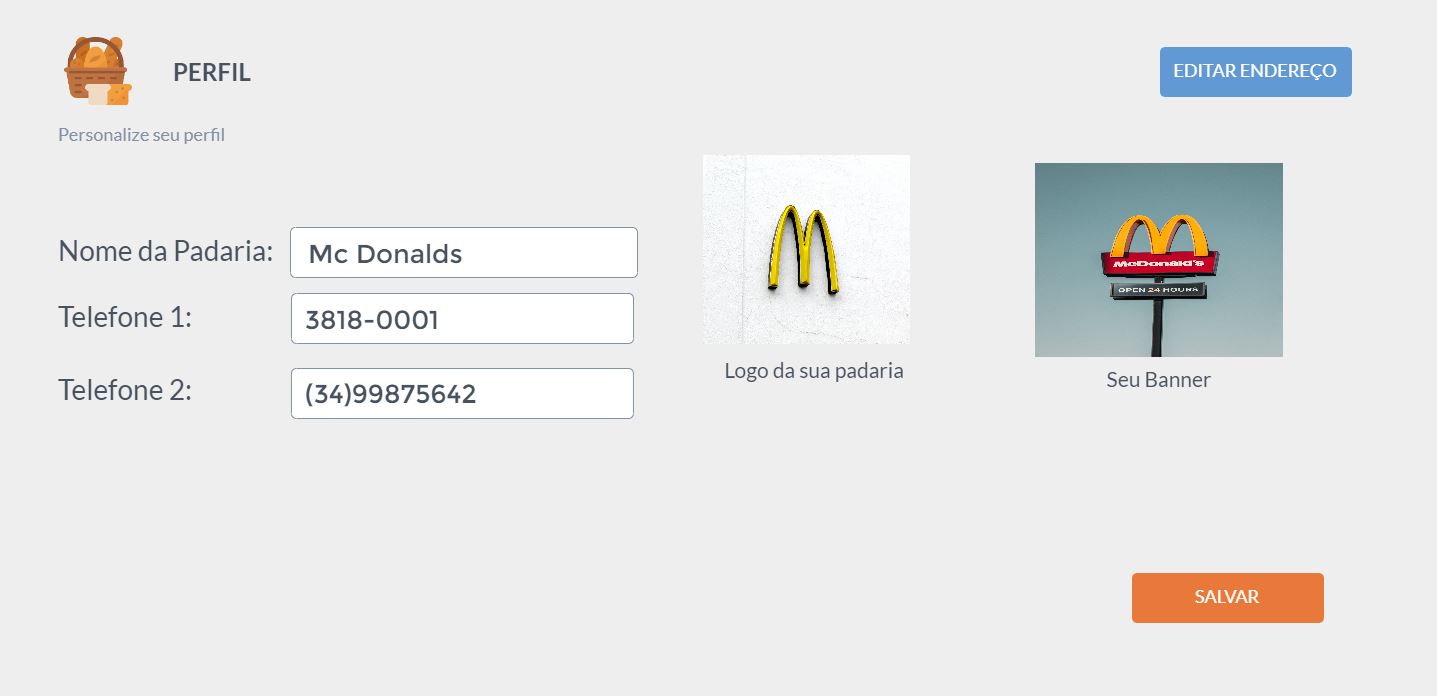 PERFIL
EDITAR ENDEREÇO
Personalize seu perfil
Nome da Padaria: Mc Donalds
Telefone 1: 3818-0001
Telefone 2: (34)99875642
McDonald's
OPEN 24 HOURS
Logo da sua padaria
Seu Banner
SALVAR